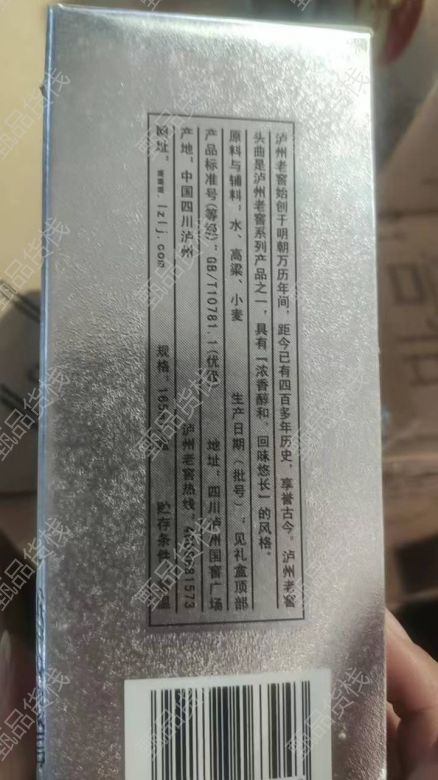 泸州老窖始创于明朝万历年间，距今已有四百多年历史，享誉古今。泸州老窖
头曲是泸州老窖系列产品之一，具有「浓香醇和，回味悠长」的风格。
原料与辅料：水、高粱、小麦 生产日期（批号）：见礼盒顶部
产品标准号(等级)：GB/T10781.1(优级) 地址：四川泸州国窖广场
产地：中国四川泸州 泸州老窖热线：
网址：www.lzlj.com 规格： 贮存条件
甄品货栈